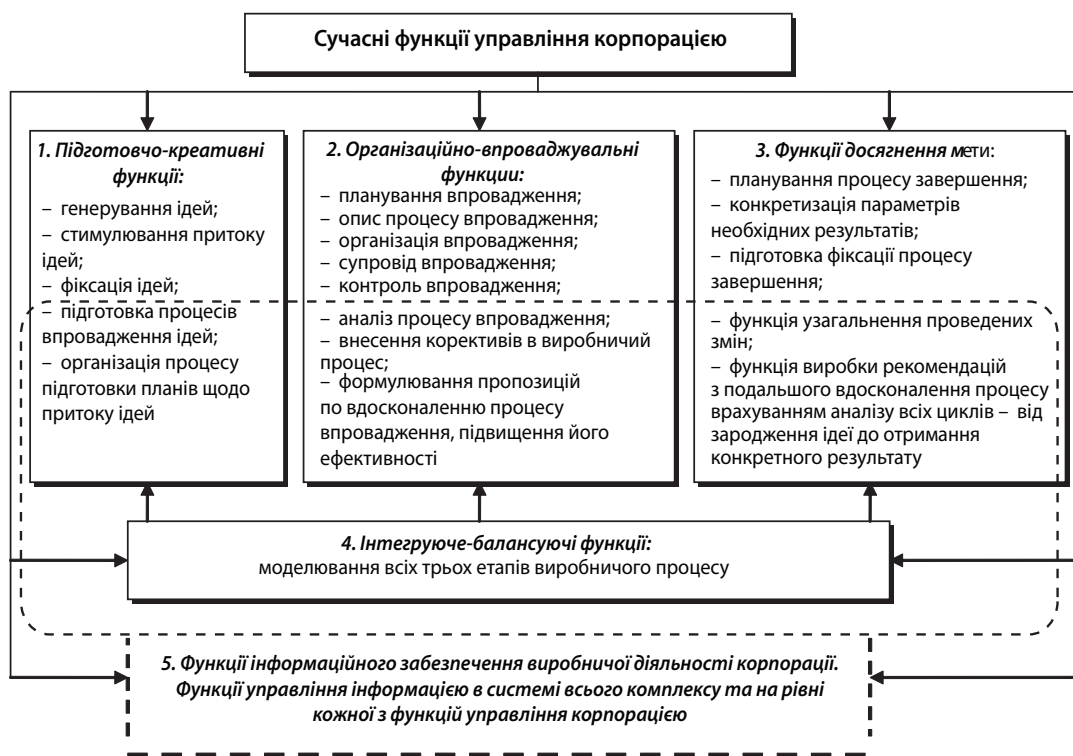 Сучасні функції управління корпорацією
1. Підготовчо-креативні
функції:
– генерування ідей;
– стимулювання притоку
ідей;
– фіксація ідей;
– підготовка процесів
впровадження ідей;
– організація процесу
підготовки планів щодо
притоку ідей
2. Організаційно-впроваджувальні
функции:
– планування впровадження;
– опис процесу впровадження;
– організація впровадження;
– супровід впровадження;
– контроль впровадження;
– аналіз процесу впровадження;
– внесення корективів в виробничий
процес;
– формулювання пропозицій
по вдосконаленню процесу
впровадження, підвищення його
ефективності
3. Функції досягнення мети:
– планування процесу завершення;
– конкретизація параметрів
необхідних результатів;
– підготовка фіксації процесу
завершення;
– функція узагальнення проведених
змін;
– функція виробки рекомендацій
з подальшого вдосконалення процесу
врахуванням аналізу всіх циклів – від
зародження ідеї до отримання
конкретного результату
4. Інтегруюче-балансуючі функції:
моделювання всіх трьох етапів виробничого процесу
5. Функції інформаційного забезпечення виробничої діяльності корпорації.
Функції управління інформацією в системі всього комплексу та на рівні
кожної з функцій управління корпорацією